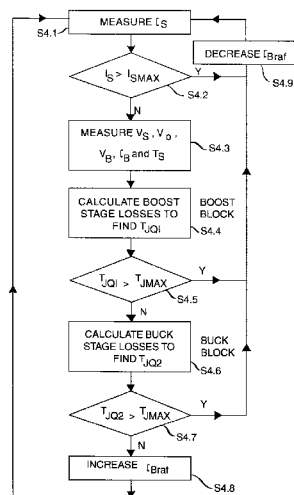 MEASURE IS
S4.1
DECREASE IBraf
S4.9
IS > ISMAX
Y
S4.2
N
MEASURE VS, VD,
VB, IB and TS
S4.3
CALCULATE BOOST
STAGE LOSSES TO
FIND TJQ1
BOOST
BLOCK
S4.4
TJQ1 > TJMAX
Y
S4.5
N
CALCULATE BUCK
STAGE LOSSES TO
FIND TJQ2
BUCK
BLOCK
S4.6
TJQ2 > TJMAX
Y
S4.7
N
INCREASE IBraf
S4.8